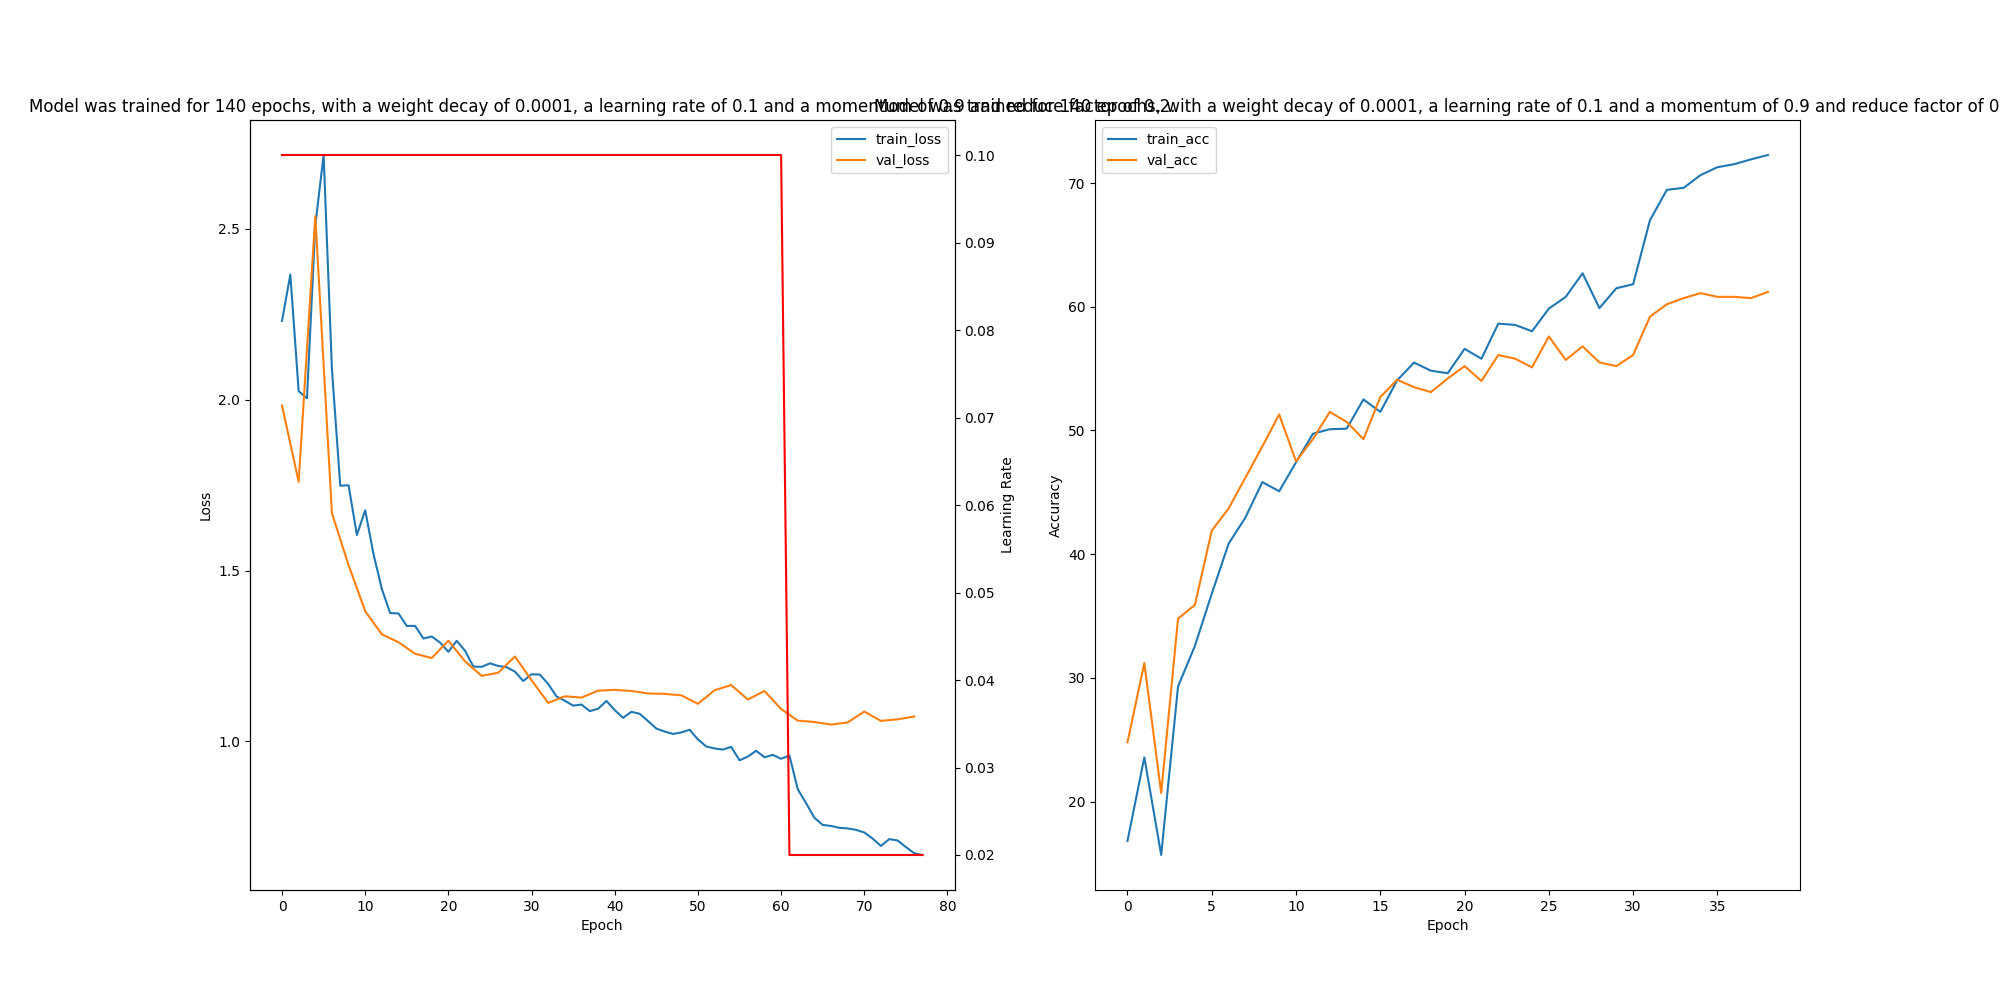 Model was trained for 140 epochs, with a weight decay of 0.0001, a learning rate of 0.1 and a momentum of 0.9 and reduce factor of 0.2.
Model was trained for 140 epochs, with a weight decay of 0.0001, a learning rate of 0.1 and a momentum of 0.9 and reduce factor of 0
train_loss
val_loss
2.5
2.0
1.5
1.0
Loss
0 10 20 30 40 50 60 70 80
Epoch
0.10
0.09
0.08
0.07
0.06
0.05
0.04
0.03
0.02
Learning Rate
train_acc
val_acc
70
60
50
40
30
20
Accuracy
0 5 10 15 20 25 30 35
Epoch